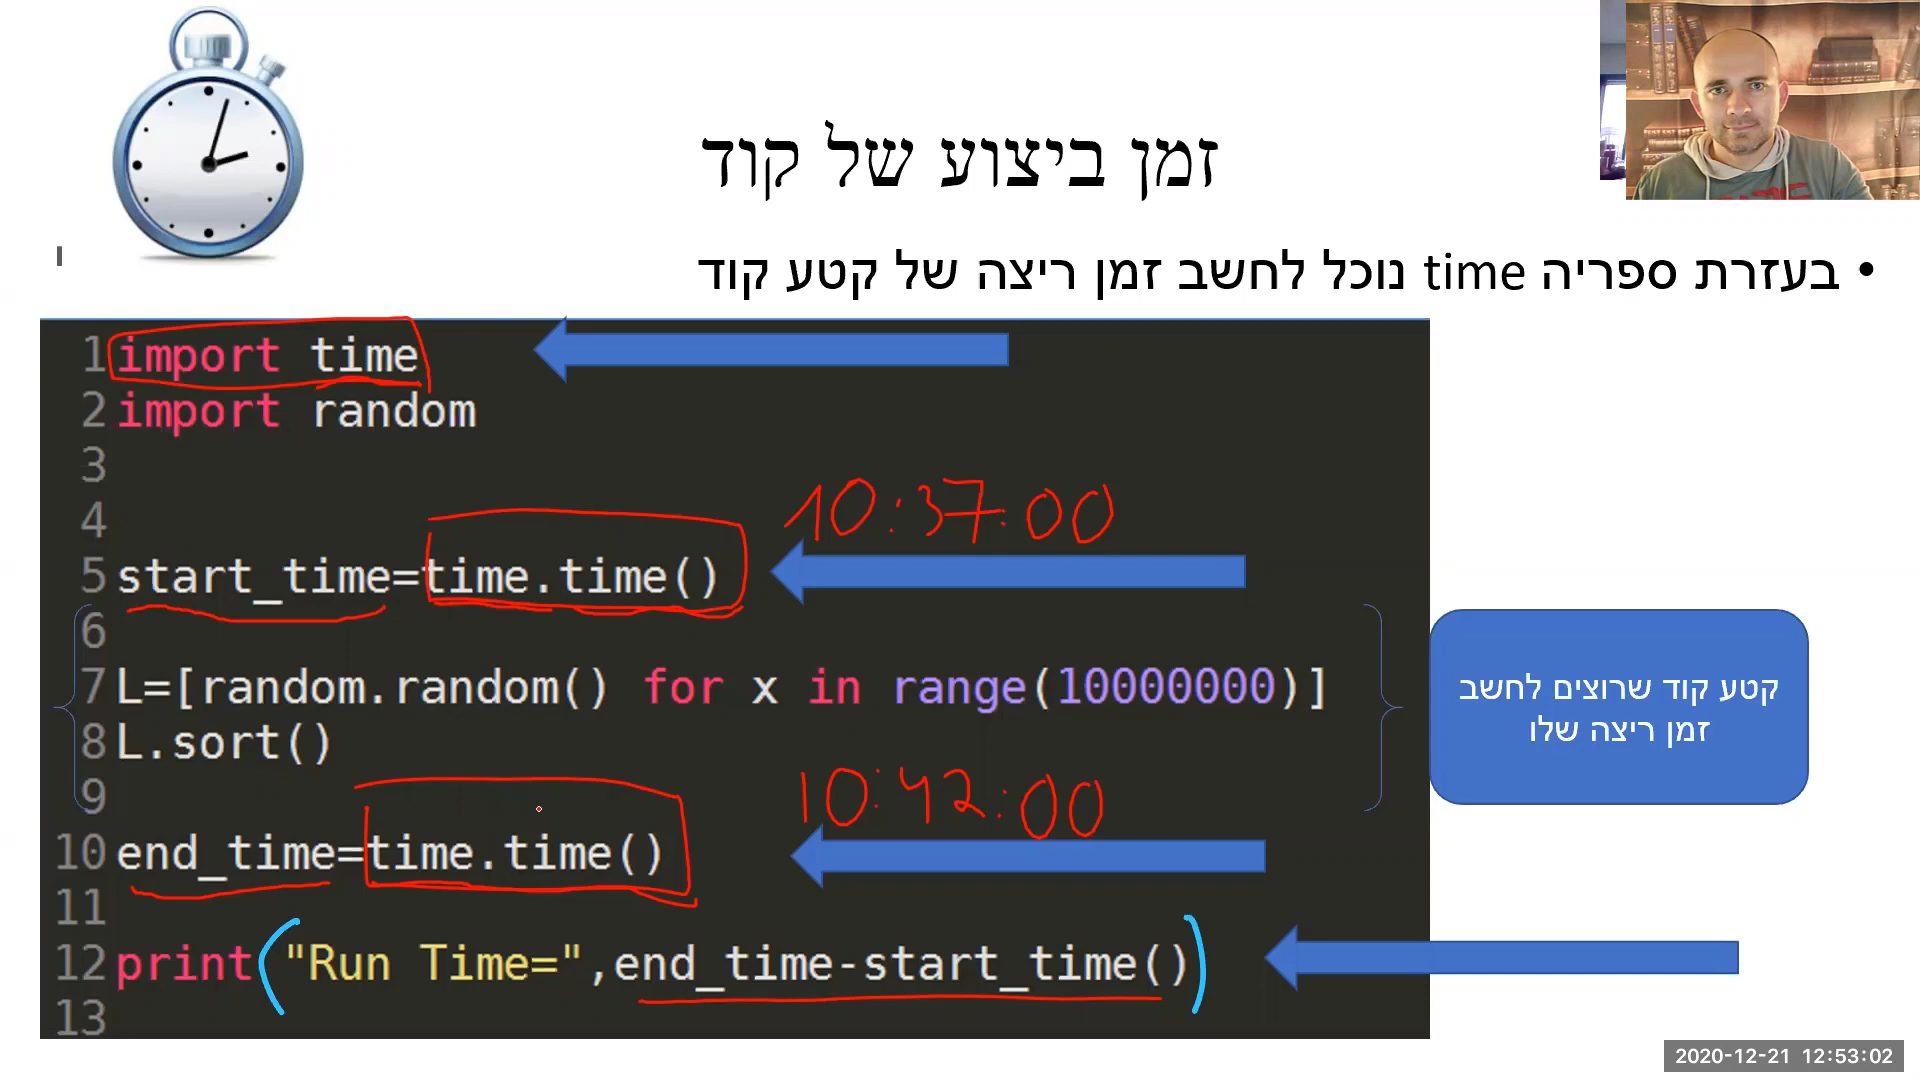 זמן ביצוע של קוד
• בעזרת ספריה time נוכל לחשב זמן ריצה של קטע קוד
1 import time
2 import random
3
4
10:37:00
5 start_time=time.time()
6
7 L=[random.random() for x in range(10000000)]
8 L.sort()
קטע קוד שרוצים לחשב
זמן ריצה שלו
9
10:42:00
10 end_time=time.time()
11
12 print("Run Time=",end_time-start_time())
13
2020-12-21 12:53:02